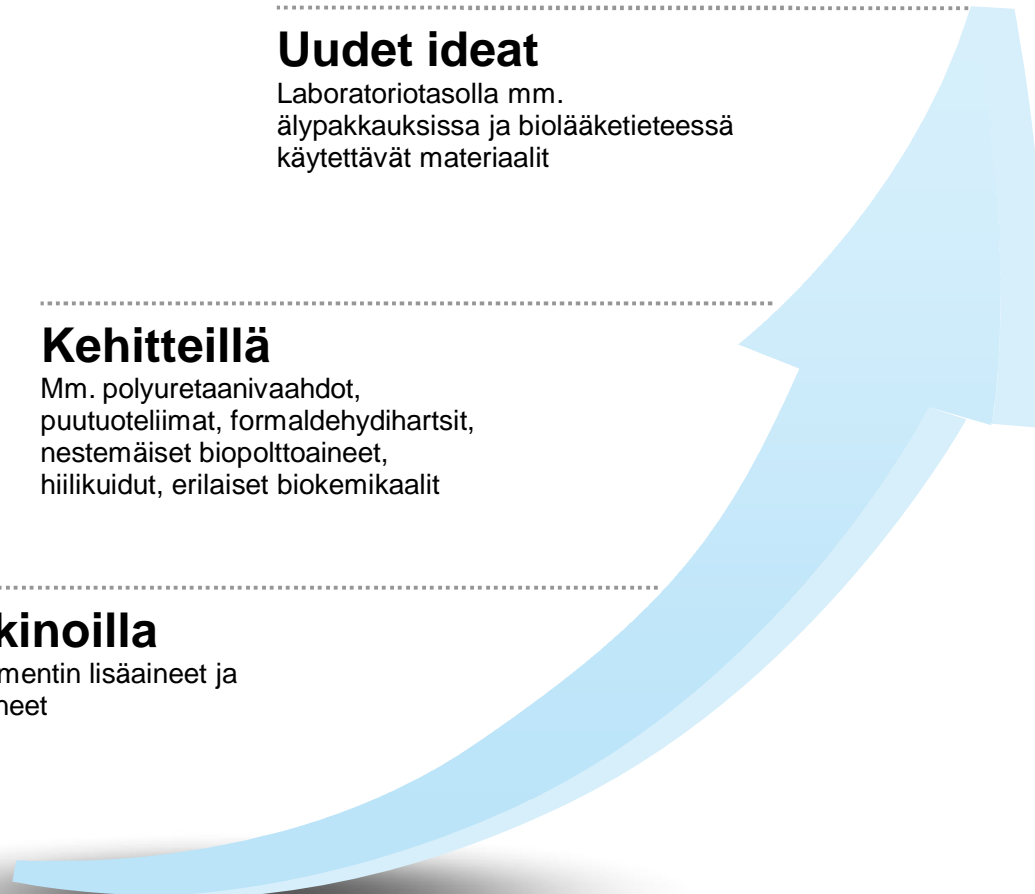 Uudet ideat
Laboratoriotasolla mm.
älypakkauksissa ja biolääketieteessä
käytettävät materiaalit
Kehitteillä
Mm. polyuretaanivaahdot,
puutuoteliimat, formaldehydihartsit,
nestemäiset biopolttoaineet,
hiilikuidut, erilaiset biokemikaalit
kinoilla
mentin lisäaineet ja
neet